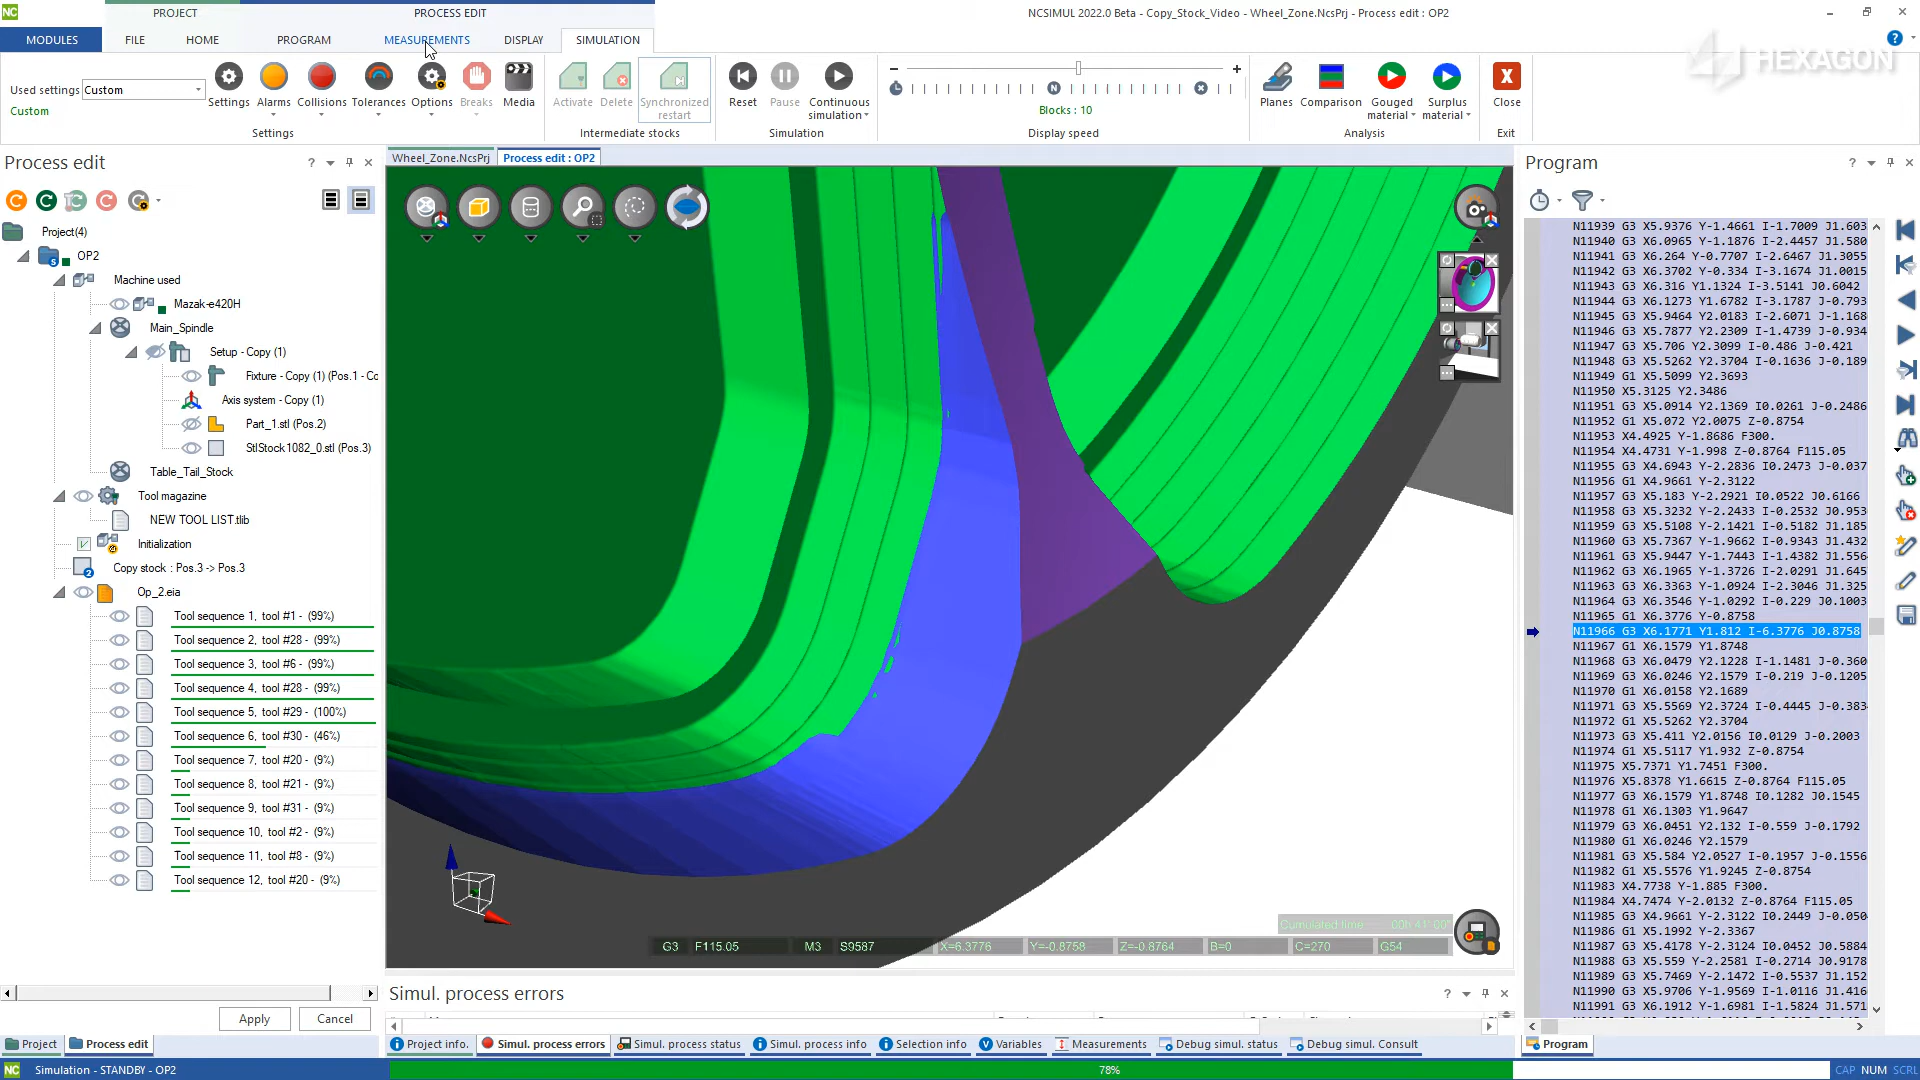 PROJECT
PROCESS EDIT
NCSIMUL 2022.0 Beta - Copy_Stock_Video - Wheel_Zone.NcsPrj - Process edit : OP2
MODULES
FILE
HOME
PROGRAM
MEASUREMENTS
DISPLAY
SIMULATION
HEXAGON
Used settings
Custom
Custom
Settings
Alarms
Collisions
Tolerances
Options
Breaks
Media
Activate
Delete
Synchronized restart
Reset
Pause
Continuous simulation
Blocks : 10
Planes
Comparison
Gouged material
Surplus material
Close
Settings
Intermediate stocks
Simulation
Display speed
Analysis
Exit
Process edit
Project(4)
OP2
Machine used
Mazak-e420H
Main_Spindle
Setup - Copy (1)
Fixture - Copy (1) (Pos.1 - Co
Axis system - Copy (1)
Part_1.stl (Pos.2)
StlStock1082_0.stl (Pos.3)
Table_Tail_Stock
Tool magazine
NEW TOOL LIST.tlib
Initialization
Copy stock : Pos.3 -> Pos.3
Op_2.eia
Tool sequence 1, tool #1 - (99%)
Tool sequence 2, tool #28 - (99%)
Tool sequence 3, tool #6 - (99%)
Tool sequence 4, tool #28 - (99%)
Tool sequence 5, tool #29 - (100%)
Tool sequence 6, tool #30 - (46%)
Tool sequence 7, tool #20 - (9%)
Tool sequence 8, tool #21 - (9%)
Tool sequence 9, tool #31 - (9%)
Tool sequence 10, tool #2 - (9%)
Tool sequence 11, tool #8 - (9%)
Tool sequence 12, tool #20 - (9%)
Apply
Cancel
Project
Process edit
Wheel_Zone.NcsPrj
Process edit : OP2
Cumulated time 00h 41' 00"
G3 F115.05 M3 S9587 X=6.3776 Y=-0.8758 Z=-0.8764 B=0 C=270 G54
Simul. process errors
Project info.
Simul. process errors
Simul. process status
Simul. process info
Selection info
Variables
Measurements
Debug simul. status
Debug simul. Consult
Program
N11939 G3 X5.9376 Y-1.4661 I-1.7009 J1.603
N11940 G3 X6.0965 Y-1.1876 I-2.4457 J1.580
N11941 G3 X6.264 Y-0.7707 I-2.6467 J1.3055
N11942 G3 X6.3702 Y-0.334 I-3.1674 J1.0015
N11943 G3 X6.316 Y1.1324 I-3.5141 J0.6042
N11944 G3 X6.1273 Y1.6782 I-3.1787 J-0.793
N11945 G3 X5.9464 Y2.0183 I-2.6071 J-1.168
N11946 G3 X5.7877 Y2.2309 I-1.4739 J-0.934
N11947 G3 X5.706 Y2.3099 I-0.486 J-0.421
N11948 G3 X5.5262 Y2.3704 I-0.1636 J-0.189
N11949 G1 X5.5099 Y2.3693
N11950 X5.3125 Y2.3486
N11951 G3 X5.0914 Y2.1369 I0.0261 J-0.2486
N11952 G1 X5.072 Y2.0075 Z-0.8754
N11953 X4.4925 Y-1.8686 F300.
N11954 X4.4731 Y-1.998 Z-0.8764 F115.05
N11955 G3 X4.6943 Y-2.2836 I0.2473 J-0.037
N11956 G1 X4.9661 Y-2.3122
N11957 G3 X5.183 Y-2.2921 I0.0522 J0.6166
N11958 G3 X5.3232 Y-2.2433 I-0.2532 J0.953
N11959 G3 X5.5108 Y-2.1421 I-0.5182 J1.185
N11960 G3 X5.7367 Y-1.9662 I-0.9343 J1.432
N11961 G3 X5.9447 Y-1.7443 I-1.4382 J1.556
N11962 G3 X6.1965 Y-1.3726 I-2.0291 J1.645
N11963 G3 X6.3363 Y-1.0924 I-2.3046 J1.325
N11964 G3 X6.3546 Y-1.0292 I-0.229 J0.1003
N11965 G1 X6.3776 Y-0.8758
N11966 G3 X6.1771 Y1.812 I-6.3776 J0.8758
N11967 G1 X6.1579 Y1.8748
N11968 G3 X6.0479 Y2.1228 I-1.1481 J-0.360
N11969 G3 X6.0246 Y2.1579 I-0.219 J-0.1205
N11970 G1 X6.0158 Y2.1689
N11971 G3 X5.5569 Y2.3724 I-0.4445 J-0.383
N11972 G1 X5.5262 Y2.3704
N11973 G3 X5.411 Y2.0156 I0.0129 J-0.2003
N11974 G1 X5.5117 Y1.932 Z-0.8754
N11975 X5.7371 Y1.7451 F300.
N11976 X5.8378 Y1.6615 Z-0.8764 F115.05
N11977 G3 X6.1579 Y1.8748 I0.1282 J0.1545
N11978 G1 X6.1303 Y1.9647
N11979 G3 X6.0451 Y2.132 I-0.559 J-0.1792
N11980 G1 X6.0246 Y2.1579
N11981 G3 X5.584 Y2.0527 I-0.1957 J-0.1556
N11982 G1 X5.5576 Y1.9245 Z-0.8754
N11983 X4.7738 Y-1.885 F300.
N11984 X4.7474 Y-2.0132 Z-0.8764 F115.05
N11985 G3 X4.9661 Y-2.3122 I0.2449 J-0.050
N11986 G1 X5.1992 Y-2.3367
N11987 G3 X5.4178 Y-2.3124 I0.0452 J0.5884
N11988 G3 X5.559 Y-2.2581 I-0.2714 J0.9178
N11989 G3 X5.7469 Y-2.1472 I-0.5537 J1.152
N11990 G3 X5.9706 Y-1.9569 I-1.0116 J1.416
N11991 G3 X6.1912 Y-1.6981 I-1.5824 J1.571
Program
Simulation - STANDBY - OP2
78%
CAP NUM SCRL